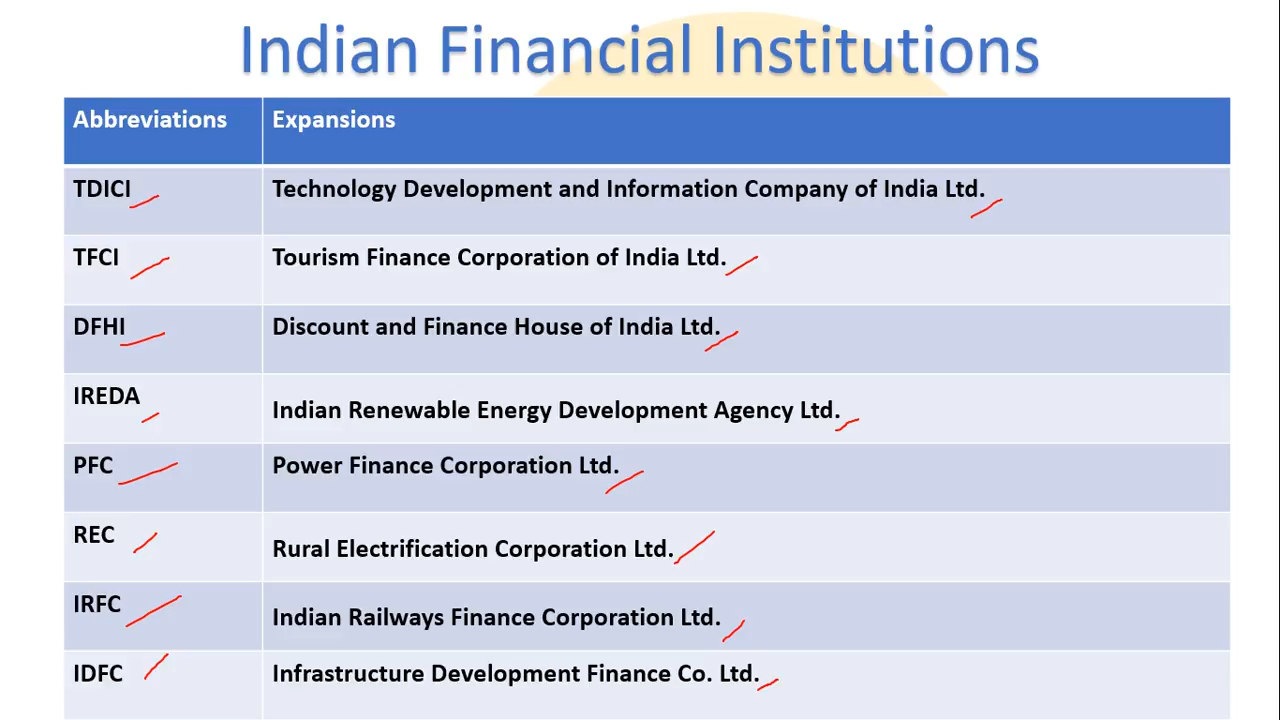 Indian Financial Institutions
Abbreviations Expansions
TDICI Technology Development and Information Company of India Ltd.
TFCI Tourism Finance Corporation of India Ltd.
DFHI Discount and Finance House of India Ltd.
IREDA Indian Renewable Energy Development Agency Ltd.
PFC Power Finance Corporation Ltd.
REC Rural Electrification Corporation Ltd.
IRFC Indian Railways Finance Corporation Ltd.
IDFC Infrastructure Development Finance Co. Ltd.